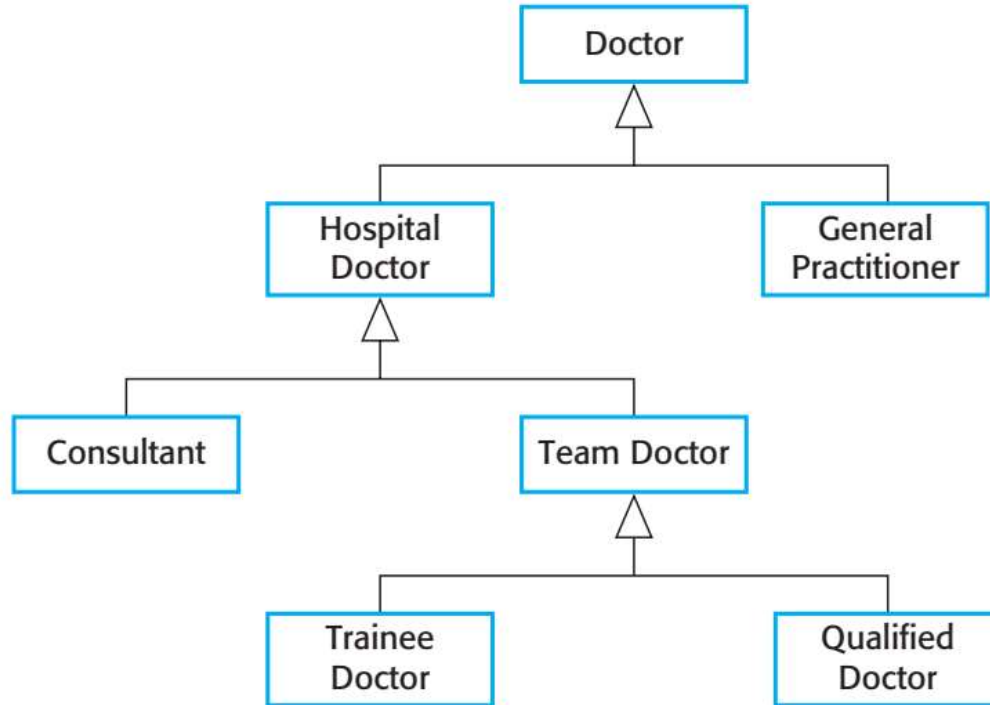 Doctor
Hospital
Doctor
General
Practitioner
Consultant
Team Doctor
Trainee
Doctor
Qualified
Doctor